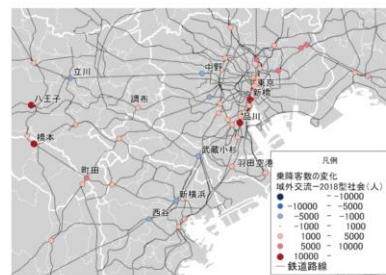 中野
立川
東京
新橋
八王子
調布
品川
橋本
武蔵小杉
羽田空港
町田
新横浜
西谷
凡例
乗降客数の変化
域外交流-2018型社会(人)
- -10000
-10000 - -5000
-5000 - -1000
-1000 - 1000
1000 - 5000
5000 - 10000
10000 -
鉄道路線